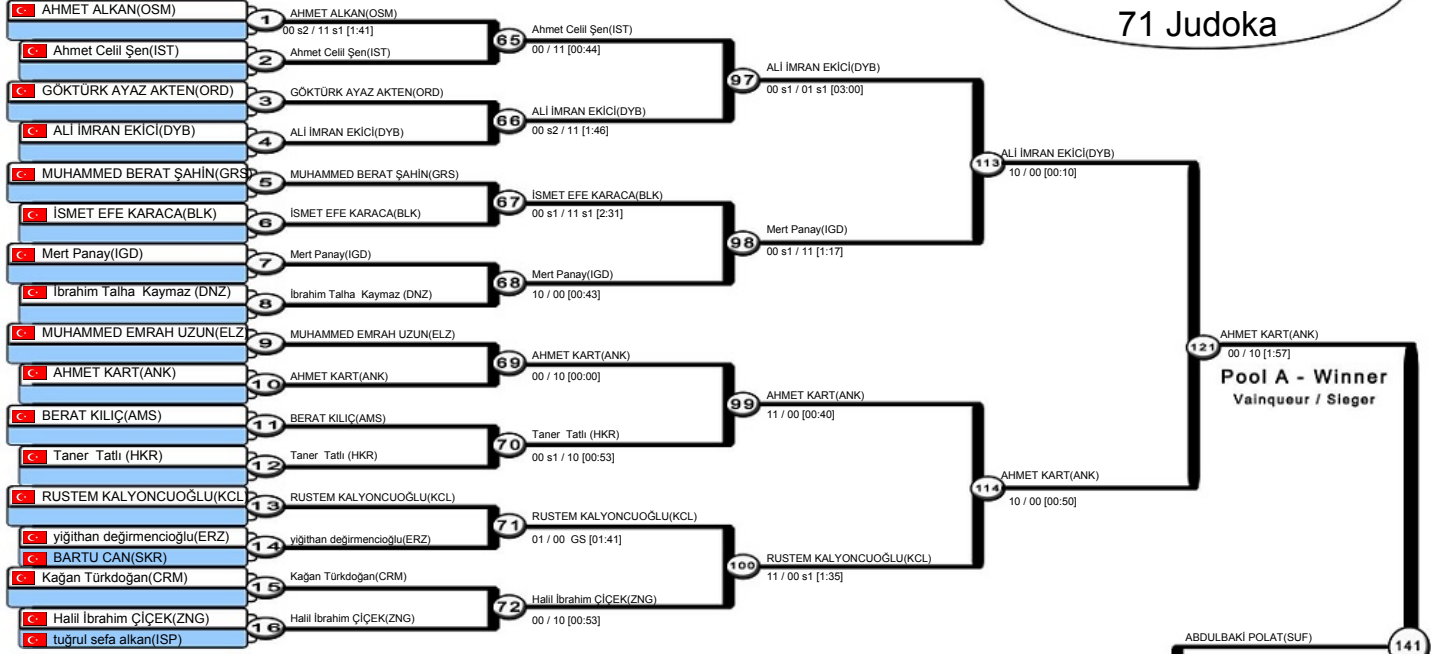 71 Judoka
AHMET ALKAN(OSM)
Ahmet Celil Şen(IST)
GÖKTÜRK AYAZ AKTEN(ORD)
ALİ İMRAN EKİCİ(DYB)
MUHAMMED BERAT ŞAHİN(GRS)
İSMET EFE KARACA(BLK)
Mert Panay(IGD)
İbrahim Talha Kaymaz (DNZ)
MUHAMMED EMRAH UZUN(ELZ)
AHMET KART(ANK)
BERAT KILIÇ(AMS)
Taner Tatlı (HKR)
RUSTEM KALYONCUOĞLU(KCL)
yiğithan değirmencioğlu(ERZ)
BARTU CAN(SKR)
Kağan Türkdoğan(CRM)
Halil İbrahim ÇİÇEK(ZNG)
tuğrul sefa alkan(ISP)
1
AHMET ALKAN(OSM)
00 s2 / 11 s1 [1:41]
2
Ahmet Celil Şen(IST)
3
GÖKTÜRK AYAZ AKTEN(ORD)
4
ALİ İMRAN EKİCİ(DYB)
5
MUHAMMED BERAT ŞAHİN(GRS)
6
İSMET EFE KARACA(BLK)
7
Mert Panay(IGD)
8
İbrahim Talha Kaymaz (DNZ)
9
MUHAMMED EMRAH UZUN(ELZ)
10
AHMET KART(ANK)
11
BERAT KILIÇ(AMS)
12
Taner Tatlı (HKR)
13
RUSTEM KALYONCUOĞLU(KCL)
14
yiğithan değirmencioğlu(ERZ)
15
Kağan Türkdoğan(CRM)
16
Halil İbrahim ÇİÇEK(ZNG)
65
Ahmet Celil Şen(IST)
00 / 11 [00:44]
66
ALİ İMRAN EKİCİ(DYB)
00 s2 / 11 [1:46]
67
İSMET EFE KARACA(BLK)
00 s1 / 11 s1 [2:31]
68
Mert Panay(IGD)
10 / 00 [00:43]
69
AHMET KART(ANK)
00 / 10 [00:00]
70
Taner Tatlı (HKR)
00 s1 / 10 [00:53]
71
RUSTEM KALYONCUOĞLU(KCL)
01 / 00 GS [01:41]
72
Halil İbrahim ÇİÇEK(ZNG)
00 / 10 [00:53]
97
ALİ İMRAN EKİCİ(DYB)
00 s1 / 01 s1 [03:00]
98
Mert Panay(IGD)
00 s1 / 11 [1:17]
99
AHMET KART(ANK)
11 / 00 [00:40]
100
RUSTEM KALYONCUOĞLU(KCL)
11 / 00 s1 [1:35]
113
ALİ İMRAN EKİCİ(DYB)
10 / 00 [00:10]
114
AHMET KART(ANK)
10 / 00 [00:50]
121
AHMET KART(ANK)
00 / 10 [1:57]
Pool A - Winner
Vainqueur / Sieger
ABDULBAKİ POLAT(SUF)
141